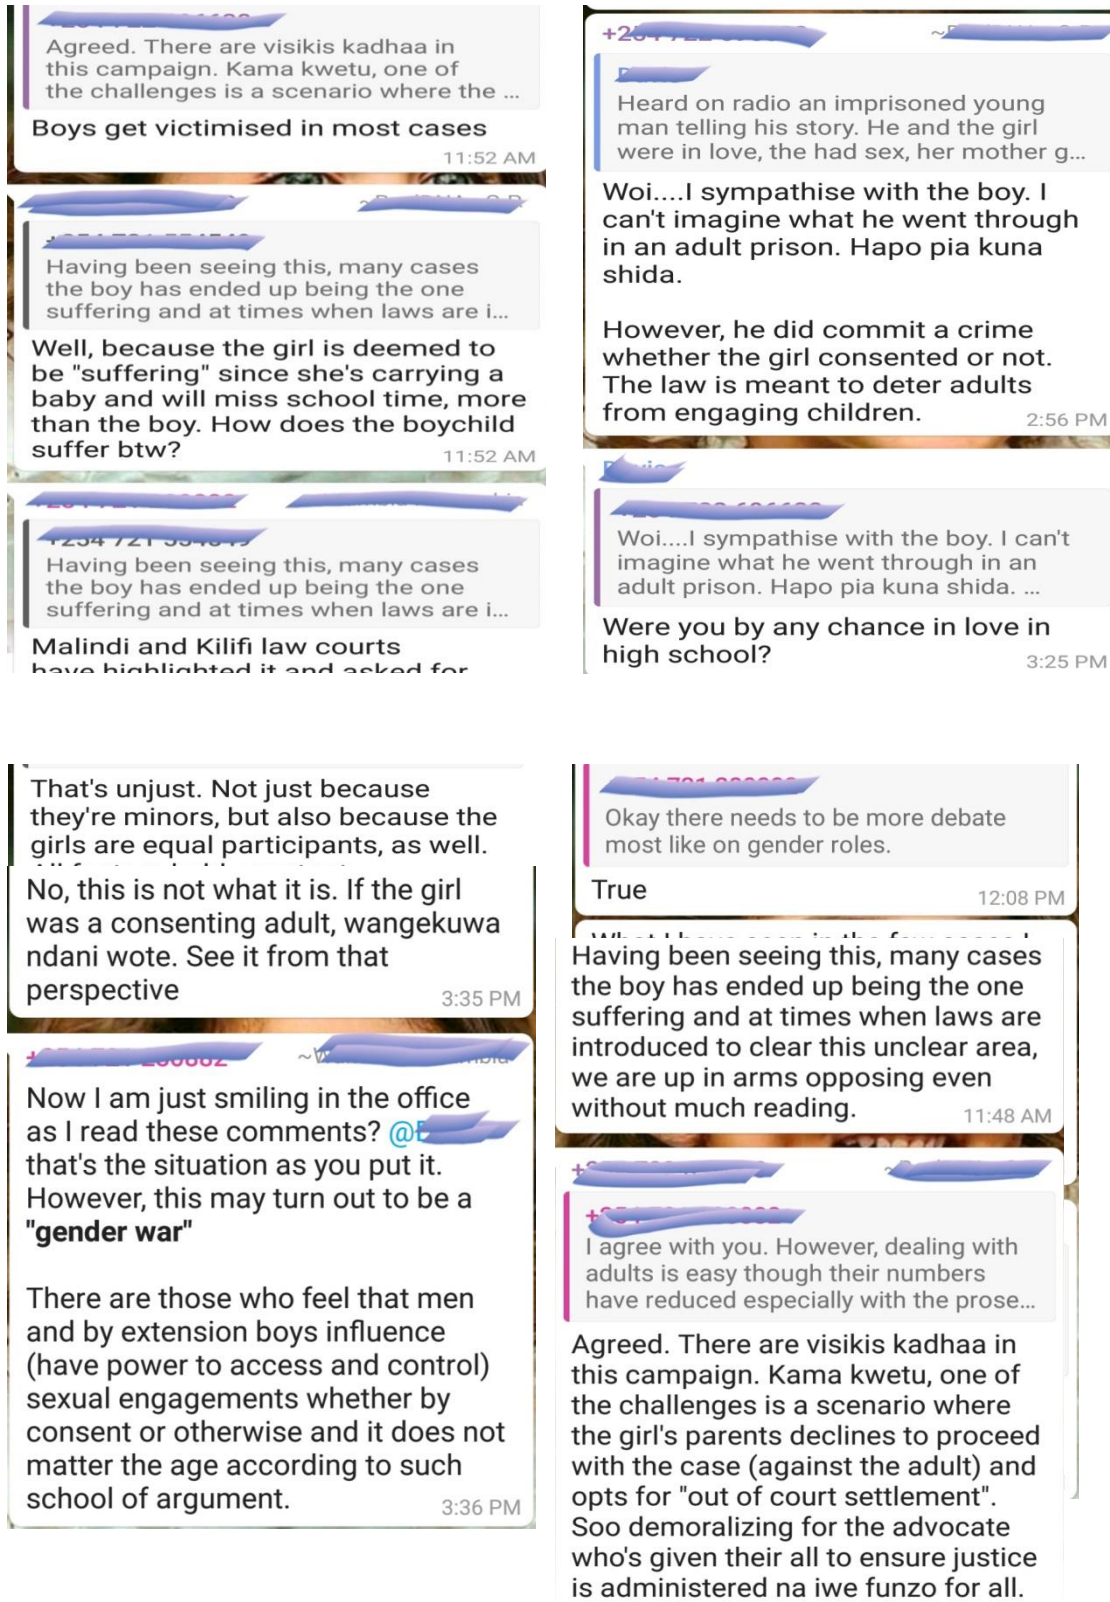 Agreed. There are visikis kadhaa in
this campaign. Kama kwetu, one of
the challenges is a scenario where the ...
Boys get victimised in most cases
11:52 AM
Having been seeing this, many cases
the boy has ended up being the one
suffering and at times when laws are i...
Well, because the girl is deemed to
be "suffering" since she's carrying a
baby and will miss school time, more
than the boy. How does the boychild
suffer btw?
11:52 AM
Having been seeing this, many cases
the boy has ended up being the one
suffering and at times when laws are i...
Malindi and Kilifi law courts
have highlighted it and asked for
Heard on radio an imprisoned young
man telling his story. He and the girl
were in love, the had sex, her mother g...
Woi....I sympathise with the boy. I
can't imagine what he went through
in an adult prison. Hapo pia kuna
shida.
However, he did commit a crime
whether the girl consented or not.
The law is meant to deter adults
from engaging children.
2:56 PM
Woi....I sympathise with the boy. I can't
imagine what he went through in an
adult prison. Hapo pia kuna shida. ...
Were you by any chance in love in
high school?
3:25 PM
That's unjust. Not just because
they're minors, but also because the
girls are equal participants, as well.
No, this is not what it is. If the girl
was a consenting adult, wangekuwa
ndani wote. See it from that
perspective
3:35 PM
Now I am just smiling in the office
as I read these comments? @
that's the situation as you put it.
However, this may turn out to be a
"gender war"
There are those who feel that men
and by extension boys influence
(have power to access and control)
sexual engagements whether by
consent or otherwise and it does not
matter the age according to such
school of argument.
3:36 PM
Okay there needs to be more debate
most like on gender roles.
True
12:08 PM
Having been seeing this, many cases
the boy has ended up being the one
suffering and at times when laws are
introduced to clear this unclear area,
we are up in arms opposing even
without much reading.
11:48 AM
I agree with you. However, dealing with
adults is easy though their numbers
have reduced especially with the prose...
Agreed. There are visikis kadhaa in
this campaign. Kama kwetu, one of
the challenges is a scenario where
the girl's parents declines to proceed
with the case (against the adult) and
opts for "out of court settlement".
Soo demoralizing for the advocate
who's given their all to ensure justice
is administered na iwe funzo for all.